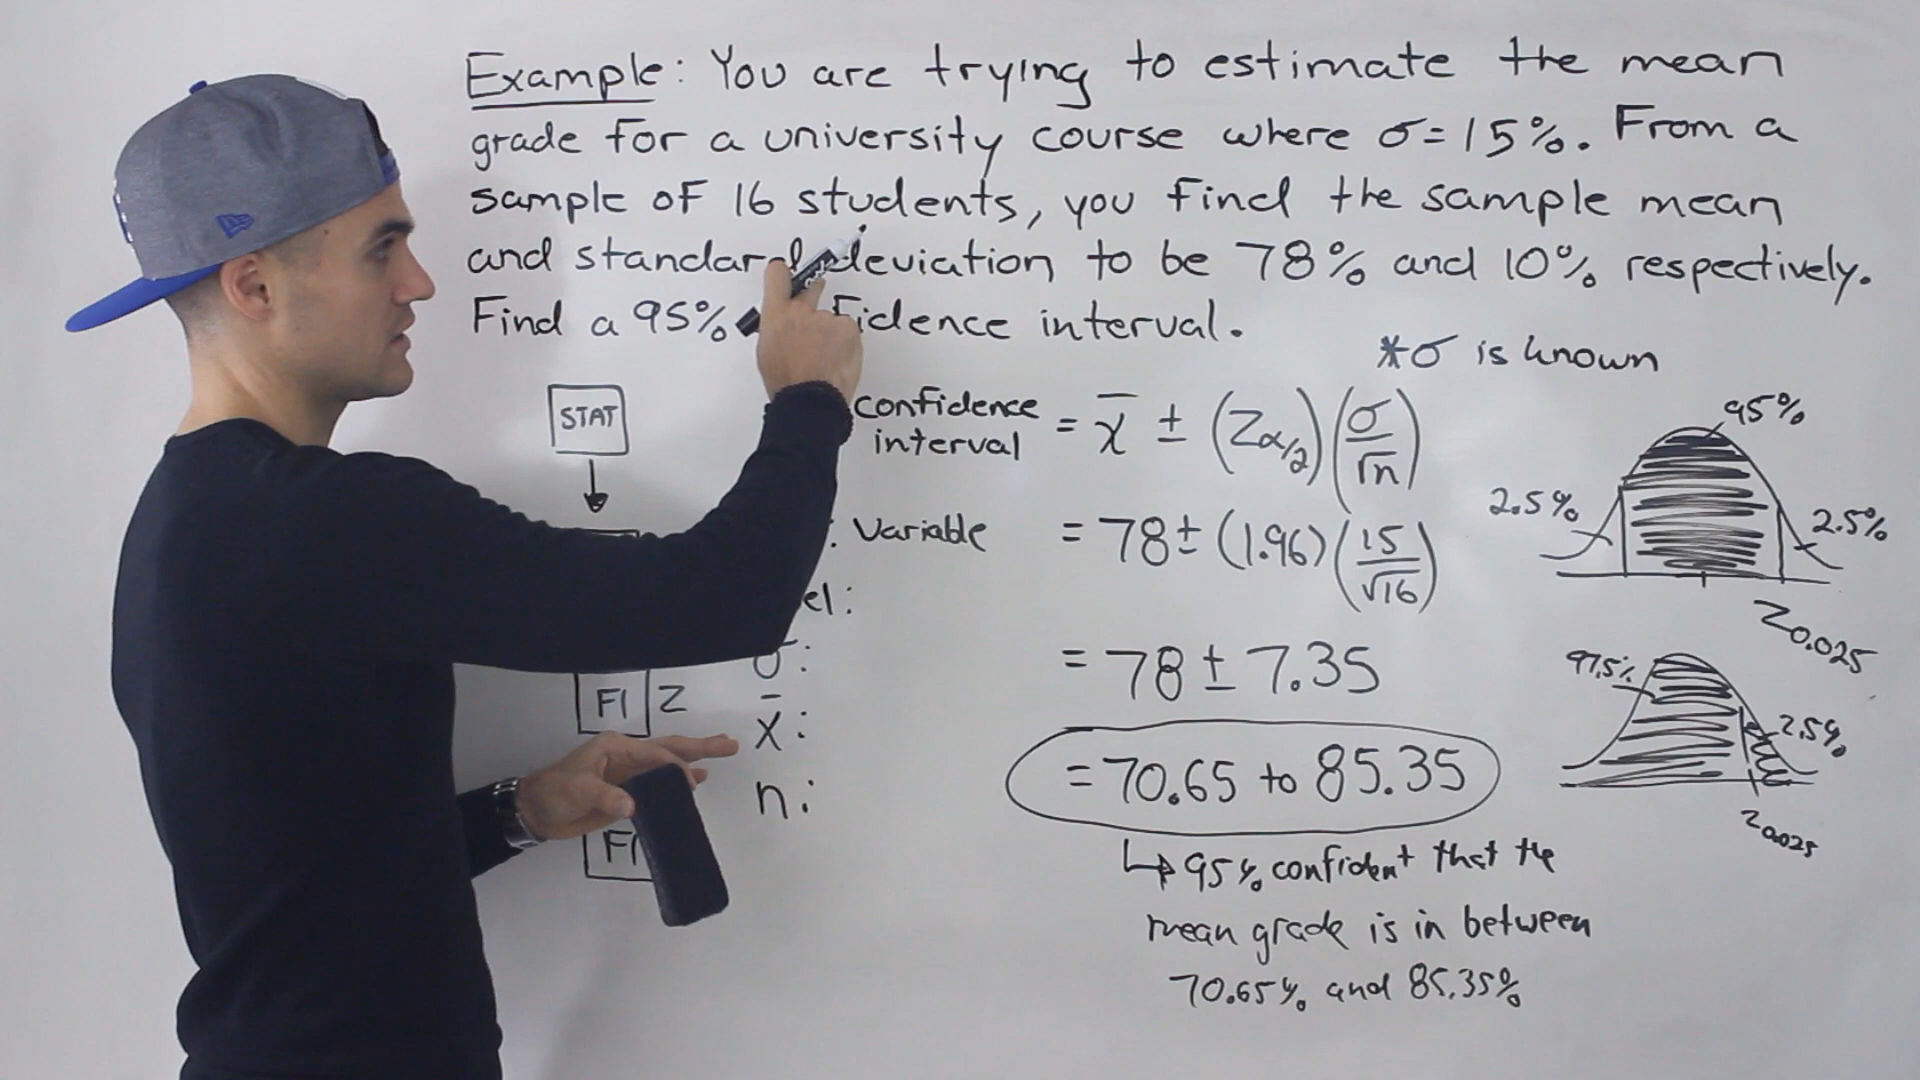 Example: You are trying to estimate the mean
grade for a university course where σ=15%. From a
sample of 16 students, you find the sample mean
and standard deviation to be 78% and 10% respectively.
Find a 95% fidence interval.
*σ is known
STAT
confidence
interval
= x̄ ± (Zα/2)(σ/√n)
95%
2.5%
2.5%
Z0.025
: Variable
= 78 ± (1.96)(15/√16)
el:
σ:
= 78 ± 7.35
97.5%
2.5%
Z0.025
F1 Z
x̄:
= 70.65 to 85.35
n:
F1
↳ 95% confident that the
mean grade is in between
70.65% and 85.35%